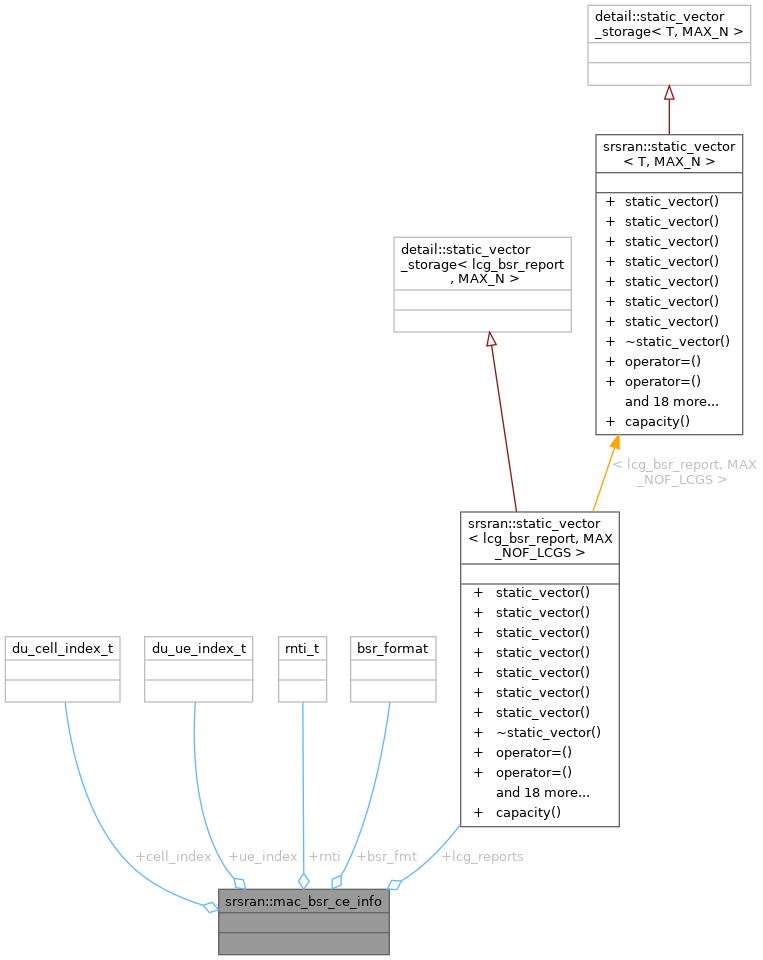 detail::static_vector
_storage< T, MAX_N >
srsran::static_vector
< T, MAX_N >
+ static_vector()
+ static_vector()
+ static_vector()
+ static_vector()
+ static_vector()
+ static_vector()
+ static_vector()
+ ~static_vector()
+ operator=()
+ operator=()
and 18 more...
+ capacity()
detail::static_vector
_storage< lcg_bsr_report
, MAX_N >
< lcg_bsr_report, MAX
_NOF_LCGS >
srsran::static_vector
< lcg_bsr_report, MAX
_NOF_LCGS >
+ static_vector()
+ static_vector()
+ static_vector()
+ static_vector()
+ static_vector()
+ static_vector()
+ static_vector()
+ ~static_vector()
+ operator=()
+ operator=()
and 18 more...
+ capacity()
du_cell_index_t
du_ue_index_t
rnti_t
bsr_format
+cell_index
+ue_index
+rnti
+bsr_fmt
+lcg_reports
srsran::mac_bsr_ce_info